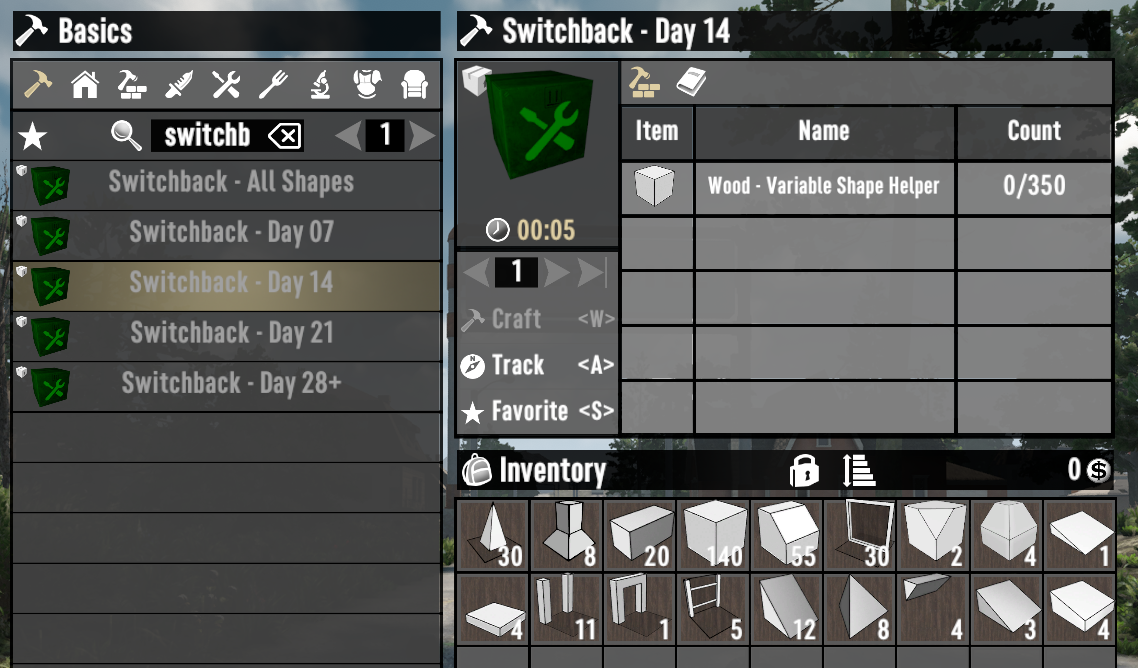 Basics
switchb
1
Switchback - All Shapes
Switchback - Day 07
Switchback - Day 14
Switchback - Day 21
Switchback - Day 28+
Switchback - Day 14
00:05
1
Craft <W>
Track <A>
Favorite <S>
Item Name Count
Wood - Variable Shape Helper 0/350
Inventory 0
30 8 20 140 55 30 2 4 1
4 11 1 5 12 8 4 3 4